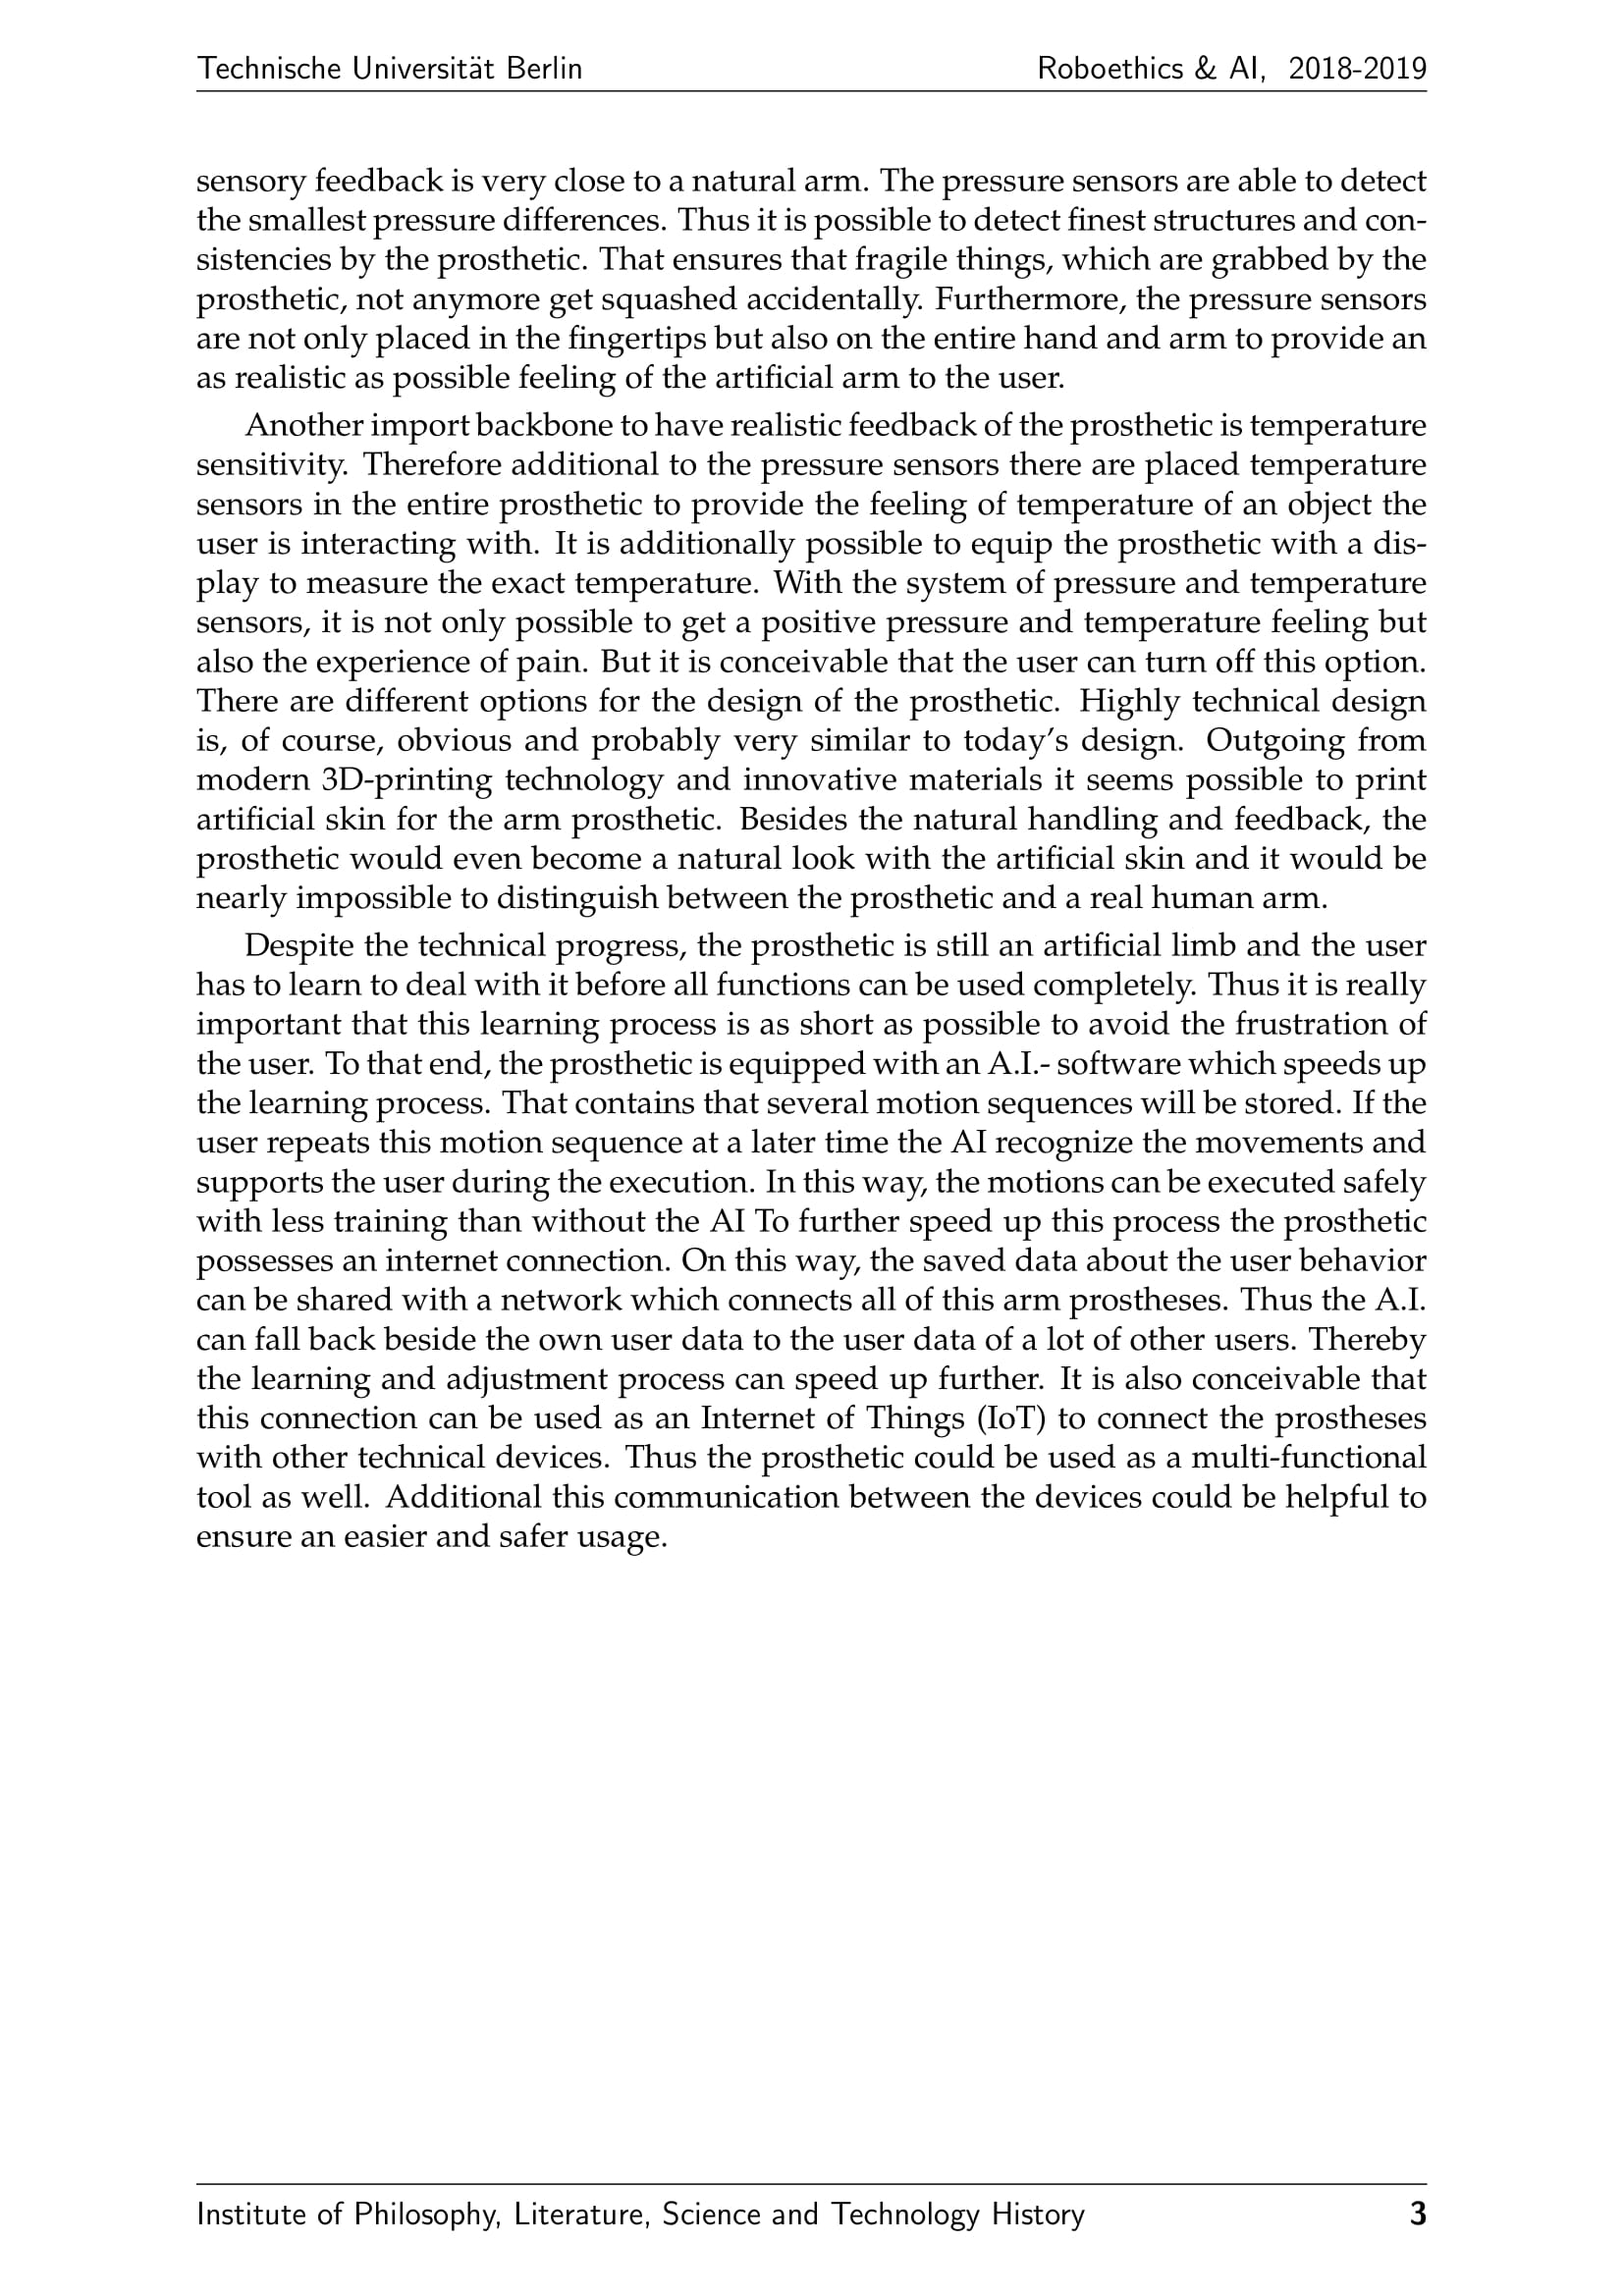 Technische Universität Berlin
Roboethics & AI, 2018-2019
sensory feedback is very close to a natural arm. The pressure sensors are able to detect
the smallest pressure differences. Thus it is possible to detect finest structures and con-
sistencies by the prosthetic. That ensures that fragile things, which are grabbed by the
prosthetic, not anymore get squashed accidentally. Furthermore, the pressure sensors
are not only placed in the fingertips but also on the entire hand and arm to provide an
as realistic as possible feeling of the artificial arm to the user.
Another import backbone to have realistic feedback of the prosthetic is temperature
sensitivity. Therefore additional to the pressure sensors there are placed temperature
sensors in the entire prosthetic to provide the feeling of temperature of an object the
user is interacting with. It is additionally possible to equip the prosthetic with a dis-
play to measure the exact temperature. With the system of pressure and temperature
sensors, it is not only possible to get a positive pressure and temperature feeling but
also the experience of pain. But it is conceivable that the user can turn off this option.
There are different options for the design of the prosthetic. Highly technical design
is, of course, obvious and probably very similar to today's design. Outgoing from
modern 3D-printing technology and innovative materials it seems possible to print
artificial skin for the arm prosthetic. Besides the natural handling and feedback, the
prosthetic would even become a natural look with the artificial skin and it would be
nearly impossible to distinguish between the prosthetic and a real human arm.
Despite the technical progress, the prosthetic is still an artificial limb and the user
has to learn to deal with it before all functions can be used completely. Thus it is really
important that this learning process is as short as possible to avoid the frustration of
the user. To that end, the prosthetic is equipped with an A.I.- software which speeds up
the learning process. That contains that several motion sequences will be stored. If the
user repeats this motion sequence at a later time the AI recognize the movements and
supports the user during the execution. In this way, the motions can be executed safely
with less training than without the AI To further speed up this process the prosthetic
possesses an internet connection. On this way, the saved data about the user behavior
can be shared with a network which connects all of this arm prostheses. Thus the A.I.
can fall back beside the own user data to the user data of a lot of other users. Thereby
the learning and adjustment process can speed up further. It is also conceivable that
this connection can be used as an Internet of Things (IoT) to connect the prostheses
with other technical devices. Thus the prosthetic could be used as a multi-functional
tool as well. Additional this communication between the devices could be helpful to
ensure an easier and safer usage.
Institute of Philosophy, Literature, Science and Technology History
3